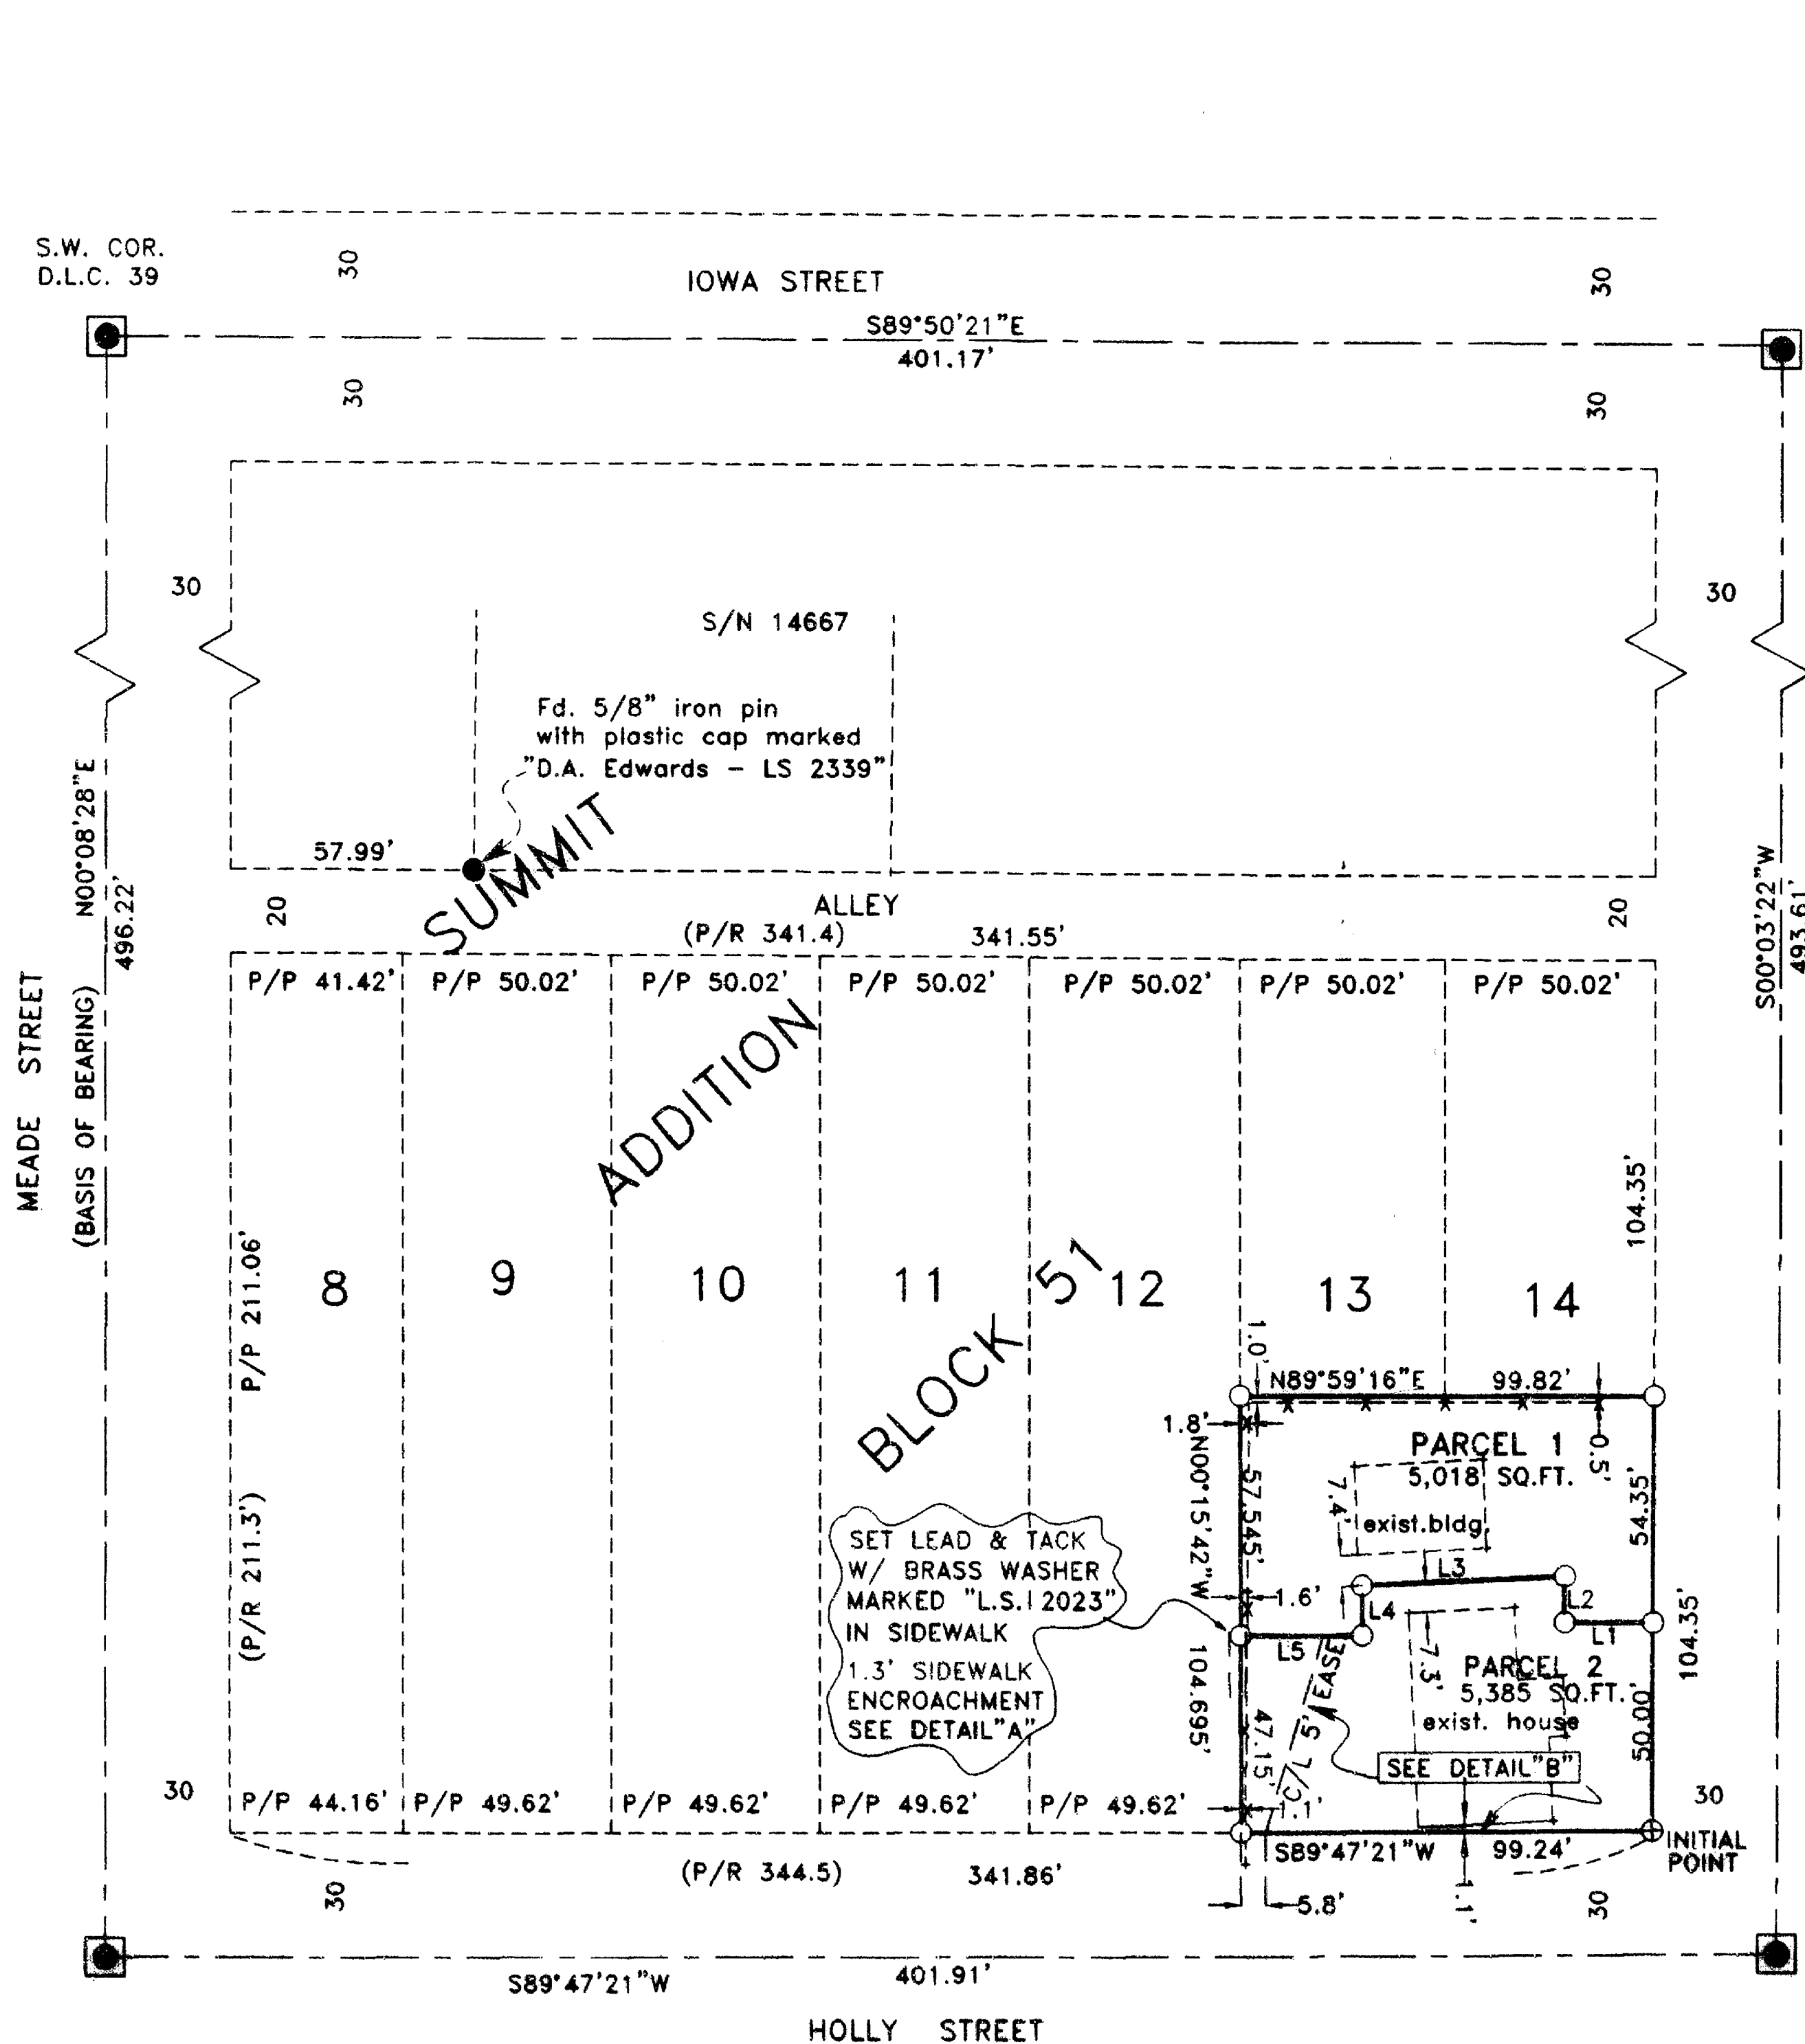 S.W. COR.
D.L.C. 39
30
30
IOWA STREET
S89°50'21"E
401.17'
30
30
30
30
S/N 14667
Fd. 5/8" iron pin
with plastic cap marked
"D.A. Edwards – LS 2339"
57.99'
SUMMIT
ADDITION
BLOCK 51
N00°08'28"E
496.22'
MEADE STREET
(BASIS OF BEARING)
S00°03'22"W
493.61'
20
ALLEY
20
(P/R 341.4) 341.55'
P/P 41.42' P/P 50.02' P/P 50.02' P/P 50.02' P/P 50.02' P/P 50.02' P/P 50.02'
104.35'
P/P 211.06'
(P/R 211.3')
8 9 10 11 12 13 14
1.0'
N89°59'16"E 99.82'
1.8'
0.5'
PARCEL 1
5,018 SQ.FT.
N00°15'42"W
57.545'
7.4'
exist.bldg.
54.35'
L3
L2
L4
L1
L5
1.6'
104.35'
SET LEAD & TACK
W/ BRASS WASHER
MARKED "L.S. 2023"
IN SIDEWALK
1.3' SIDEWALK
ENCROACHMENT
SEE DETAIL"A"
104.695'
47.15'
C/L 5' EASE
7.3'
PARCEL 2
5,385 SQ.FT.
exist. house
50.00'
SEE DETAIL"B"
30
P/P 44.16' P/P 49.62' P/P 49.62' P/P 49.62' P/P 49.62'
1.1'
30
S89°47'21"W 99.24'
INITIAL
POINT
(P/R 344.5) 341.86'
30
5.8'
1.1'
30
S89°47'21"W 401.91'
HOLLY STREET